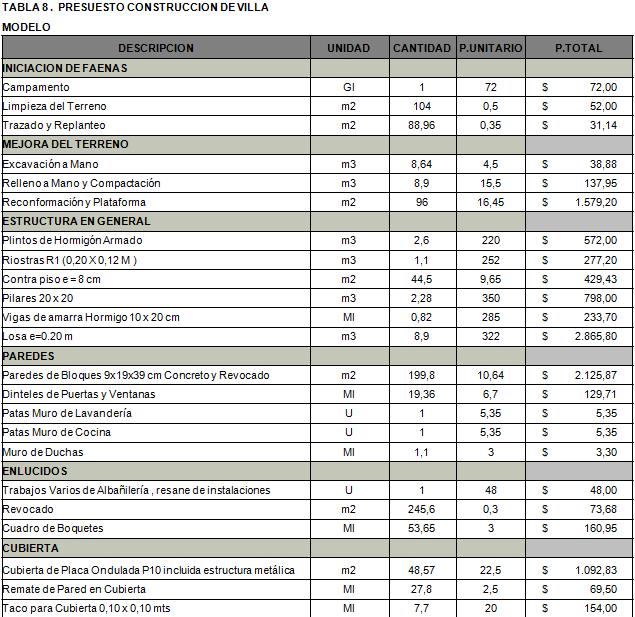 TABLA 8. PRESUESTO CONSTRUCCION DE VILLA
MODELO
DESCRIPCION UNIDAD CANTIDAD P.UNITARIO P.TOTAL
INICIACION DE FAENAS
Campamento Gl 1 72 $ 72,00
Limpieza del Terreno m2 104 0,5 $ 52,00
Trazado y Replanteo m2 88,96 0,35 $ 31,14
MEJORA DEL TERRENO
Excavación a Mano m3 8,64 4,5 $ 38,88
Relleno a Mano y Compactación m3 8,9 15,5 $ 137,95
Reconformación y Plataforma m2 96 16,45 $ 1.579,20
ESTRUCTURA EN GENERAL
Plintos de Hormigón Armado m3 2,6 220 $ 572,00
Riostras R1 (0,20 X 0,12 M ) m3 1,1 252 $ 277,20
Contra piso e = 8 cm m2 44,5 9,65 $ 429,43
Pilares 20 x 20 m3 2,28 350 $ 798,00
Vigas de amarra Hormigo 10 x 20 cm Ml 0,82 285 $ 233,70
Losa e=0.20 m m3 8,9 322 $ 2.865,80
PAREDES
Paredes de Bloques 9x19x39 cm Concreto y Revocado m2 199,8 10,64 $ 2.125,87
Dinteles de Puertas y Ventanas Ml 19,36 6,7 $ 129,71
Patas Muro de Lavandería U 1 5,35 $ 5,35
Patas Muro de Cocina U 1 5,35 $ 5,35
Muro de Duchas Ml 1,1 3 $ 3,30
ENLUCIDOS
Trabajos Varios de Albañilería , resane de instalaciones U 1 48 $ 48,00
Revocado m2 245,6 0,3 $ 73,68
Cuadro de Boquetes Ml 53,65 3 $ 160,95
CUBIERTA
Cubierta de Placa Ondulada P10 incluida estructura metálica m2 48,57 22,5 $ 1.092,83
Remate de Pared en Cubierta Ml 27,8 2,5 $ 69,50
Taco para Cubierta 0,10 x 0,10 mts Ml 7,7 20 $ 154,00